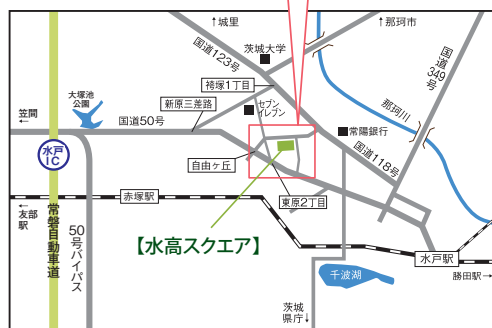 ↑城里
↑那珂市
茨城大学
国道123号
国道349号
袴塚1丁目
大塚池
公園
新原三差路
セブン
イレブン
那珂川
笠間
←
国道50号
常陽銀行
水戸
IC
自由ヶ丘
国道118号
赤塚駅
東原2丁目
←
友部
駅
常磐自動車道
50号バイパス
【水高スクエア】
水戸駅
千波湖
勝田駅→
茨城
県庁↓